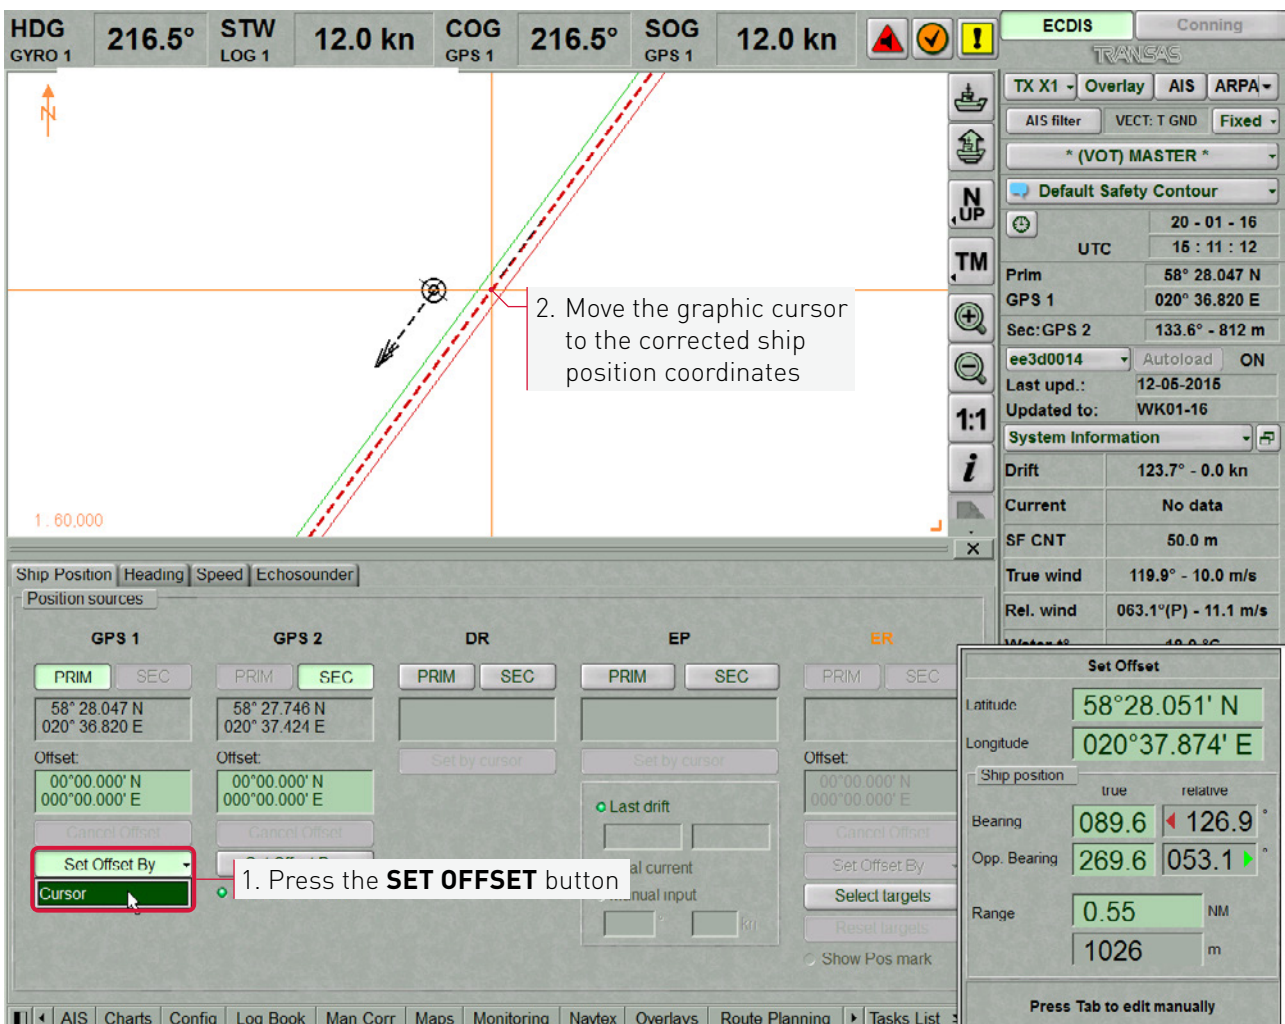 HDG 216.5° STW 12.0 kn COG 216.5° SOG 12.0 kn
GYRO 1 LOG 1 GPS 1 GPS 1
ECDIS Conning
TRANSAS
N
TX X1 Overlay AIS ARPA
AIS filter VECT: T GND Fixed
* (VOT) MASTER *
Default Safety Contour
20 - 01 - 16
UTC 15 : 11 : 12
Prim 58° 28.047 N
GPS 1 020° 36.820 E
Sec:GPS 2 133.6° - 812 m
ee3d0014 Autoload ON
Last upd.: 12-05-2015
Updated to: WK01-16
System Information
Drift 123.7° - 0.0 kn
Current No data
SF CNT 50.0 m
True wind 119.9° - 10.0 m/s
Rel. wind 063.1°(P) - 11.1 m/s
N
UP
TM
1:1
i
2. Move the graphic cursor
to the corrected ship
position coordinates
1 : 60,000
Ship Position Heading Speed Echosounder
Position sources
GPS 1 GPS 2 DR EP ER
PRIM SEC PRIM SEC PRIM SEC PRIM SEC PRIM SEC
58° 28.047 N 58° 27.746 N
020° 36.820 E 020° 37.424 E
Offset: Offset: Set by cursor Set by cursor Offset:
00°00.000' N 00°00.000' N 00°00.000' N
000°00.000' E 000°00.000' E 000°00.000' E
Last drift
Cancel Offset Cancel Offset Cancel Offset
Set Offset By al current Set Offset By
Cursor 1. Press the SET OFFSET button nual input Select targets
° kn Reset targets
Show Pos mark
Set Offset
Latitude 58°28.051' N
Longitude 020°37.874' E
Ship position
true relative
Bearing 089.6 126.9 °
Opp. Bearing 269.6 053.1 °
Range 0.55 NM
1026 m
Press Tab to edit manually
AIS Charts Config Log Book Man Corr Maps Monitoring Navtex Overlays Route Planning Tasks List